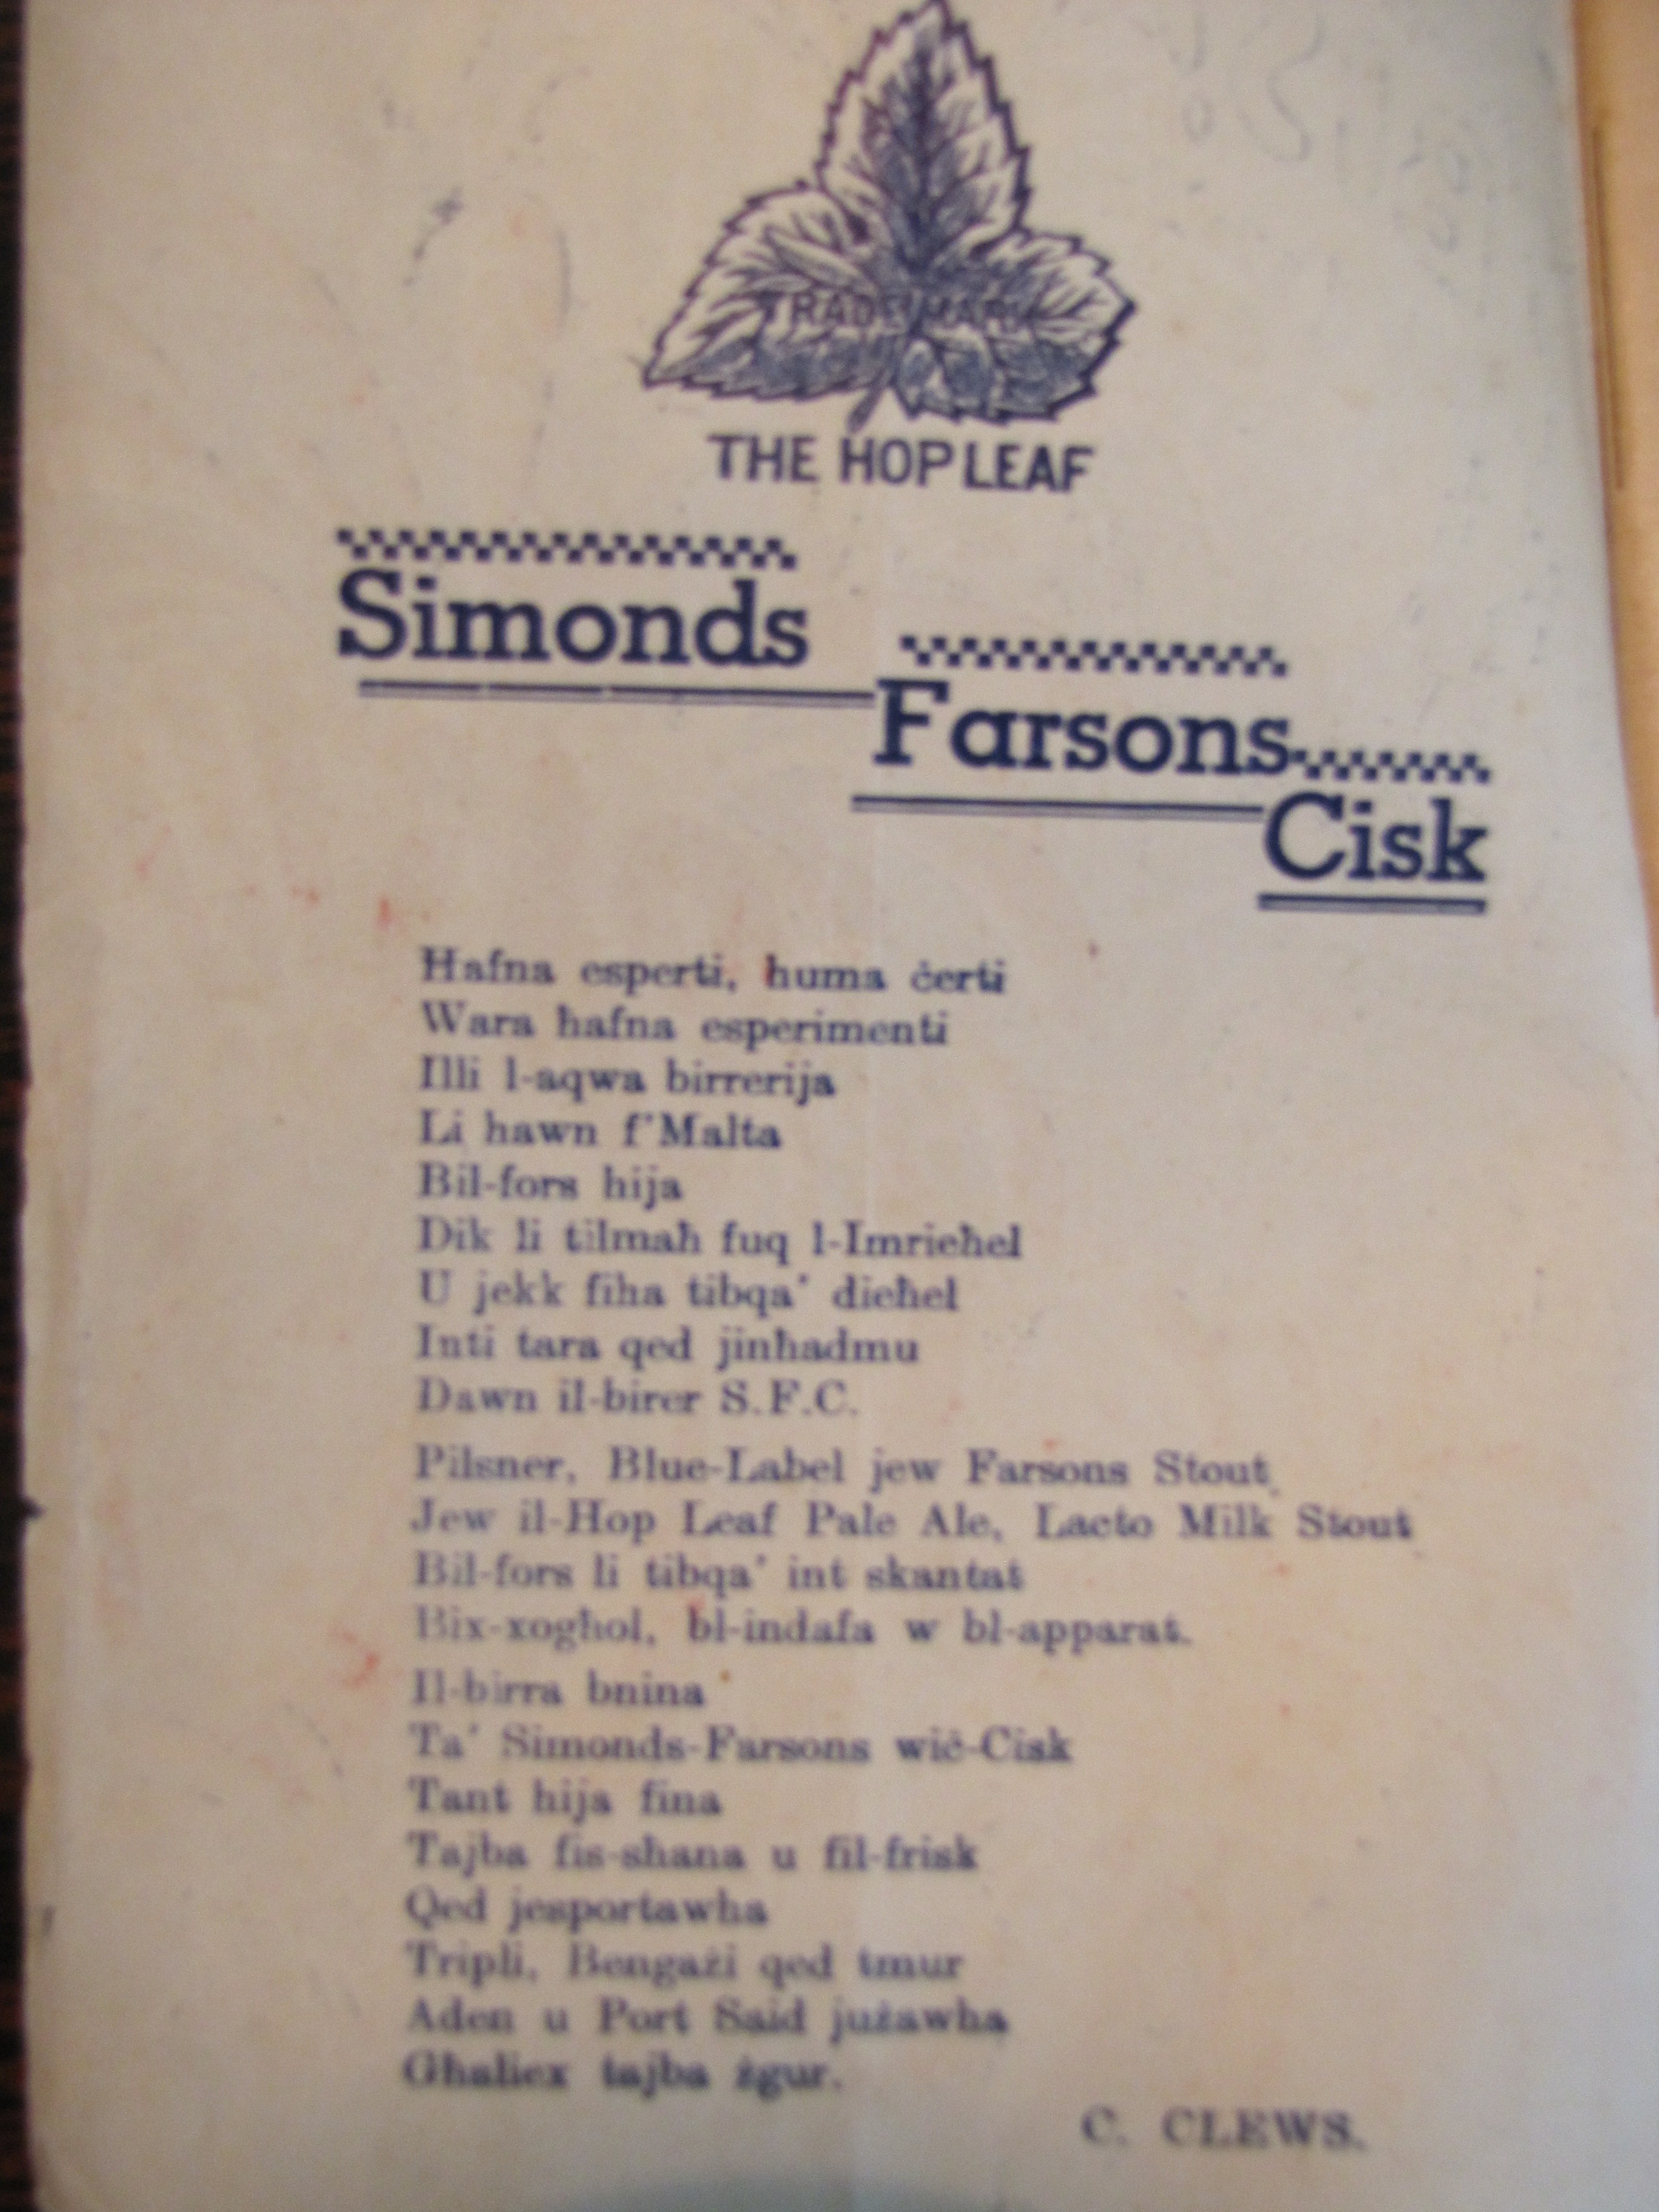 TRADE MARK
THE HOP LEAF
Simonds
Farsons
Cisk
Ħafna esperti, huma ċerti
Wara ħafna esperimenti
Illi l-aqwa birrerija
Li hawn f'Malta
Bil-fors hija
Dik li tilmaħ fuq l-Imrieħel
U jekk fiha tibqa' dieħel
Inti tara qed jinħadmu
Dawn il-birer S.F.C.
Pilsner, Blue-Label jew Farsons Stout
Jew il-Hop Leaf Pale Ale, Lacto Milk Stout
Bil-fors li tibqa' int skantat
Bix-xogħol, bl-indafa w bl-apparat.
Il-birra bnina
Ta' Simonds-Farsons wiċ-Cisk
Tant hija fina
Tajba fis-sħana u fil-frisk
Qed jesportawha
Tripli, Bengażi qed tmur
Aden u Port Said jużawha
Għaliex tajba żgur.
C. CLEWS.